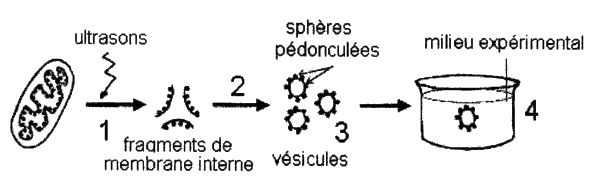 ultrasons
1
fragments de
membrane interne
2
sphères
pédonculées
3
vésicules
milieu expérimental
4